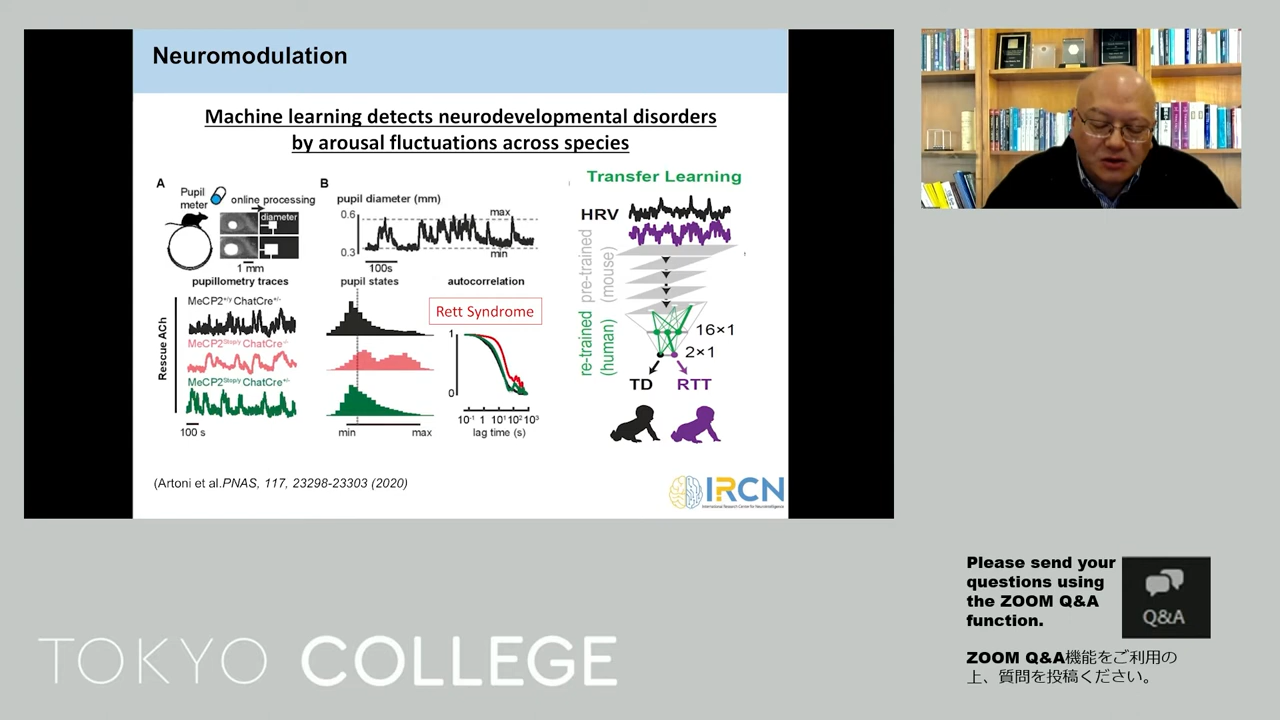 Neuromodulation
Machine learning detects neurodevelopmental disorders
by arousal fluctuations across species
A
Pupil
meter
online processing
diameter
1 mm
pupillometry traces
Rescue ACh
MeCP2+/y ChatCre+/-
MeCP2Stop/y ChatCre-/-
MeCP2Stop/y ChatCre+/-
100 s
B
pupil diameter (mm)
0.6
0.3
max
min
100s
pupil states
min max
autocorrelation
Rett Syndrome
1
0
10-1 1 101 102 103
lag time (s)
Transfer Learning
HRV
pre-trained
(mouse)
re-trained
(human)
16×1
2×1
TD RTT
(Artoni et al.PNAS, 117, 23298-23303 (2020)
IRCN
International Research Center for Neurointelligence
Please send your
questions using
the ZOOM Q&A
function.
Q&A
ZOOM Q&A機能をご利用の
上、質問を投稿ください。
TOKYO COLLEGE